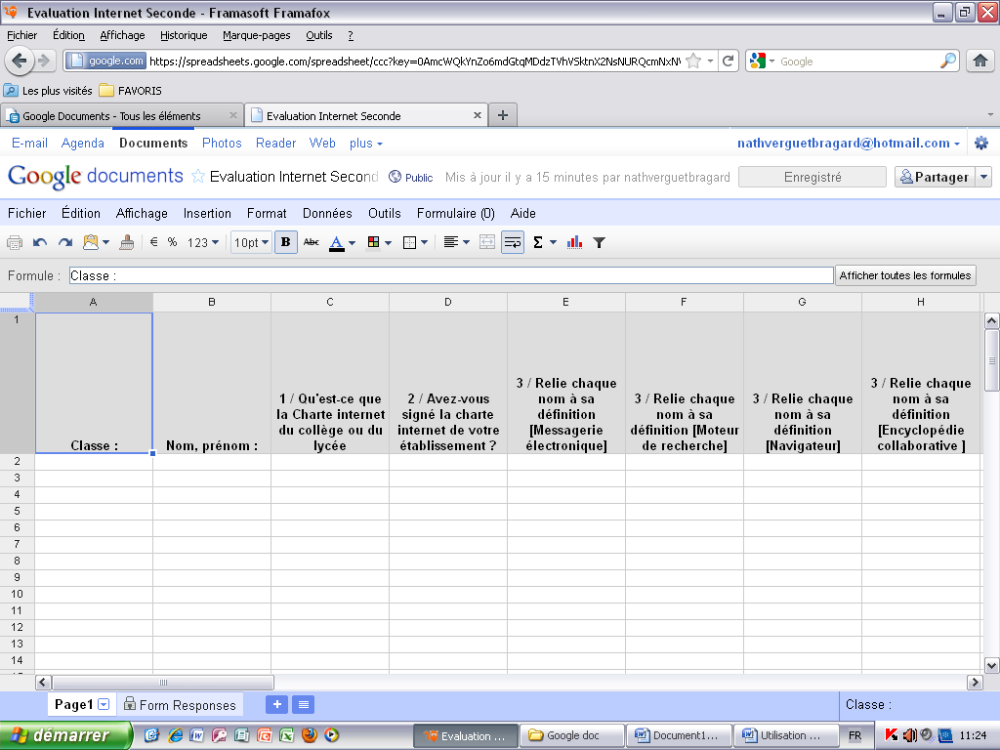 Evaluation Internet Seconde - Framasoft Framafox
Fichier Édition Affichage Historique Marque-pages Outils ?
google.com https://spreadsheets.google.com/spreadsheet/ccc?key= Google
Les plus visités FAVORIS
Google Documents - Tous les éléments Evaluation Internet Seconde
E-mail Agenda Documents Photos Reader Web plus nathverguetbragard@hotmail.com
Google documents Evaluation Internet Second Public Mis à jour il y a 15 minutes par nathverguetbragard Enregistré Partager
Fichier Édition Affichage Insertion Format Données Outils Formulaire (0) Aide
€ % 123 10pt B Abc A Σ
Formule : Classe : Afficher toutes les formules
A B C D E F G H
1
Classe :
Nom, prénom :
1 / Qu'est-ce que
la Charte internet
du collège ou du
lycée
2 / Avez-vous
signé la charte
internet de votre
établissement ?
3 / Relie chaque
nom à sa
définition
[Messagerie
électronique]
3 / Relie chaque
nom à sa
définition [Moteur
de recherche]
3 / Relie chaque
nom à sa
définition
[Navigateur]
3 / Relie chaque
nom à sa
définition
[Encyclopédie
collaborative ]
2
3
4
5
6
7
8
9
10
11
12
13
14
Page1 Form Responses + Classe :
démarrer Evaluation ... Google doc Document1... Utilisation ... FR 11:24